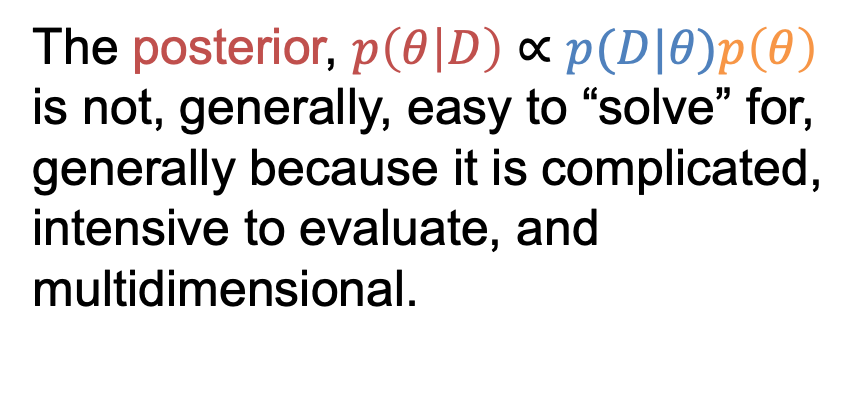 The posterior, p(θ|D) ∝ p(D|θ)p(θ)
is not, generally, easy to “solve” for,
generally because it is complicated,
intensive to evaluate, and
multidimensional.